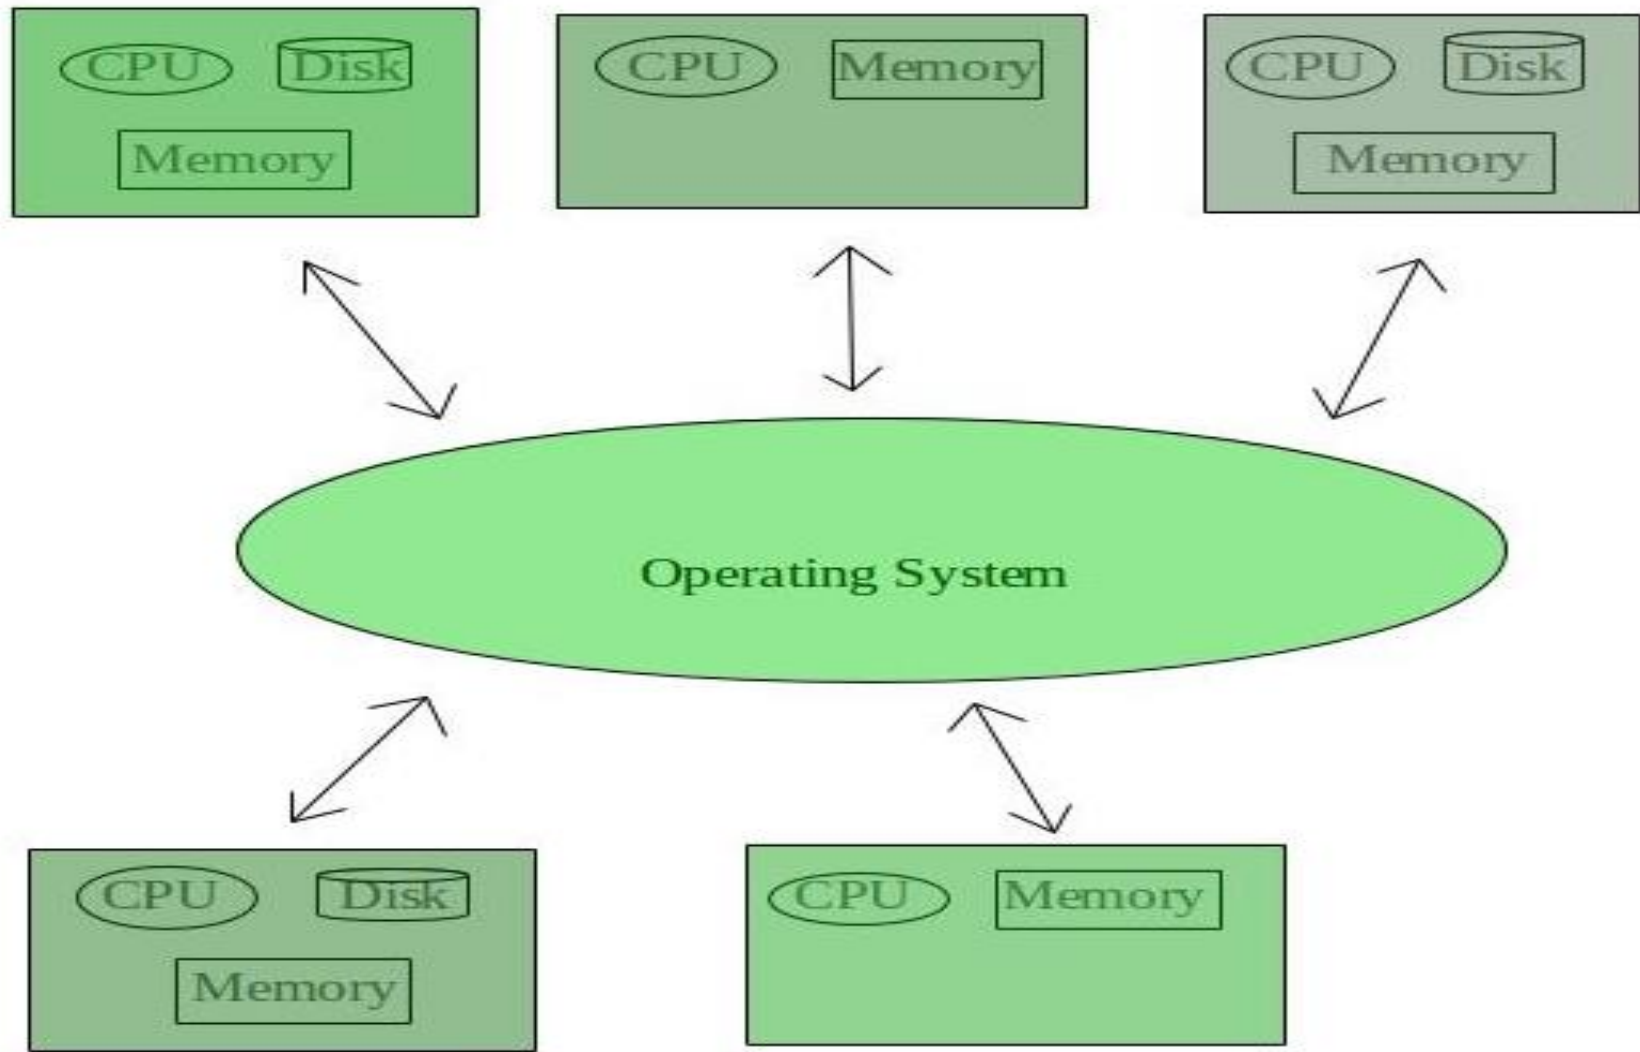 CPU Disk
Memory
CPU Memory
CPU Disk
Memory
Operating System
CPU Disk
Memory
CPU Memory